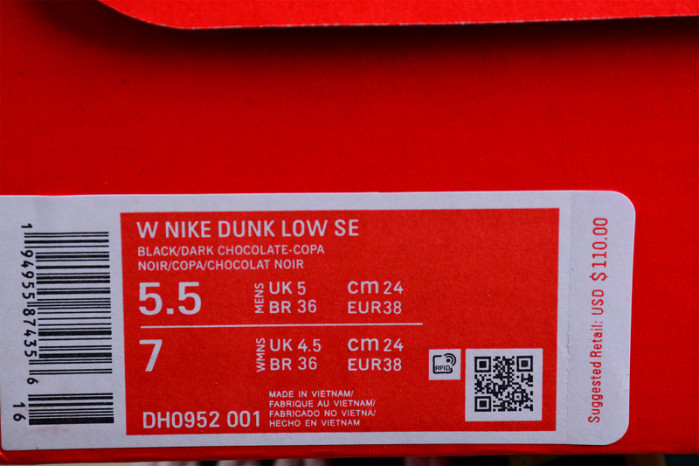 W NIKE DUNK LOW SE
BLACK/DARK CHOCOLATE-COPA
NOIR/COPA/CHOCOLAT NOIR
5.5 MENS UK 5 cm 24
BR 36 EUR38
7 WMNS UK 4.5 cm 24
BR 36 EUR38
RFID
MADE IN VIETNAM/
FABRIQUE AU VIETNAM/
FABRICADO NO VIETNA/
DH0952 001 HECHO EN VIETNAM
1 94955 87435 6
16
Suggested Retail: USD $110.00